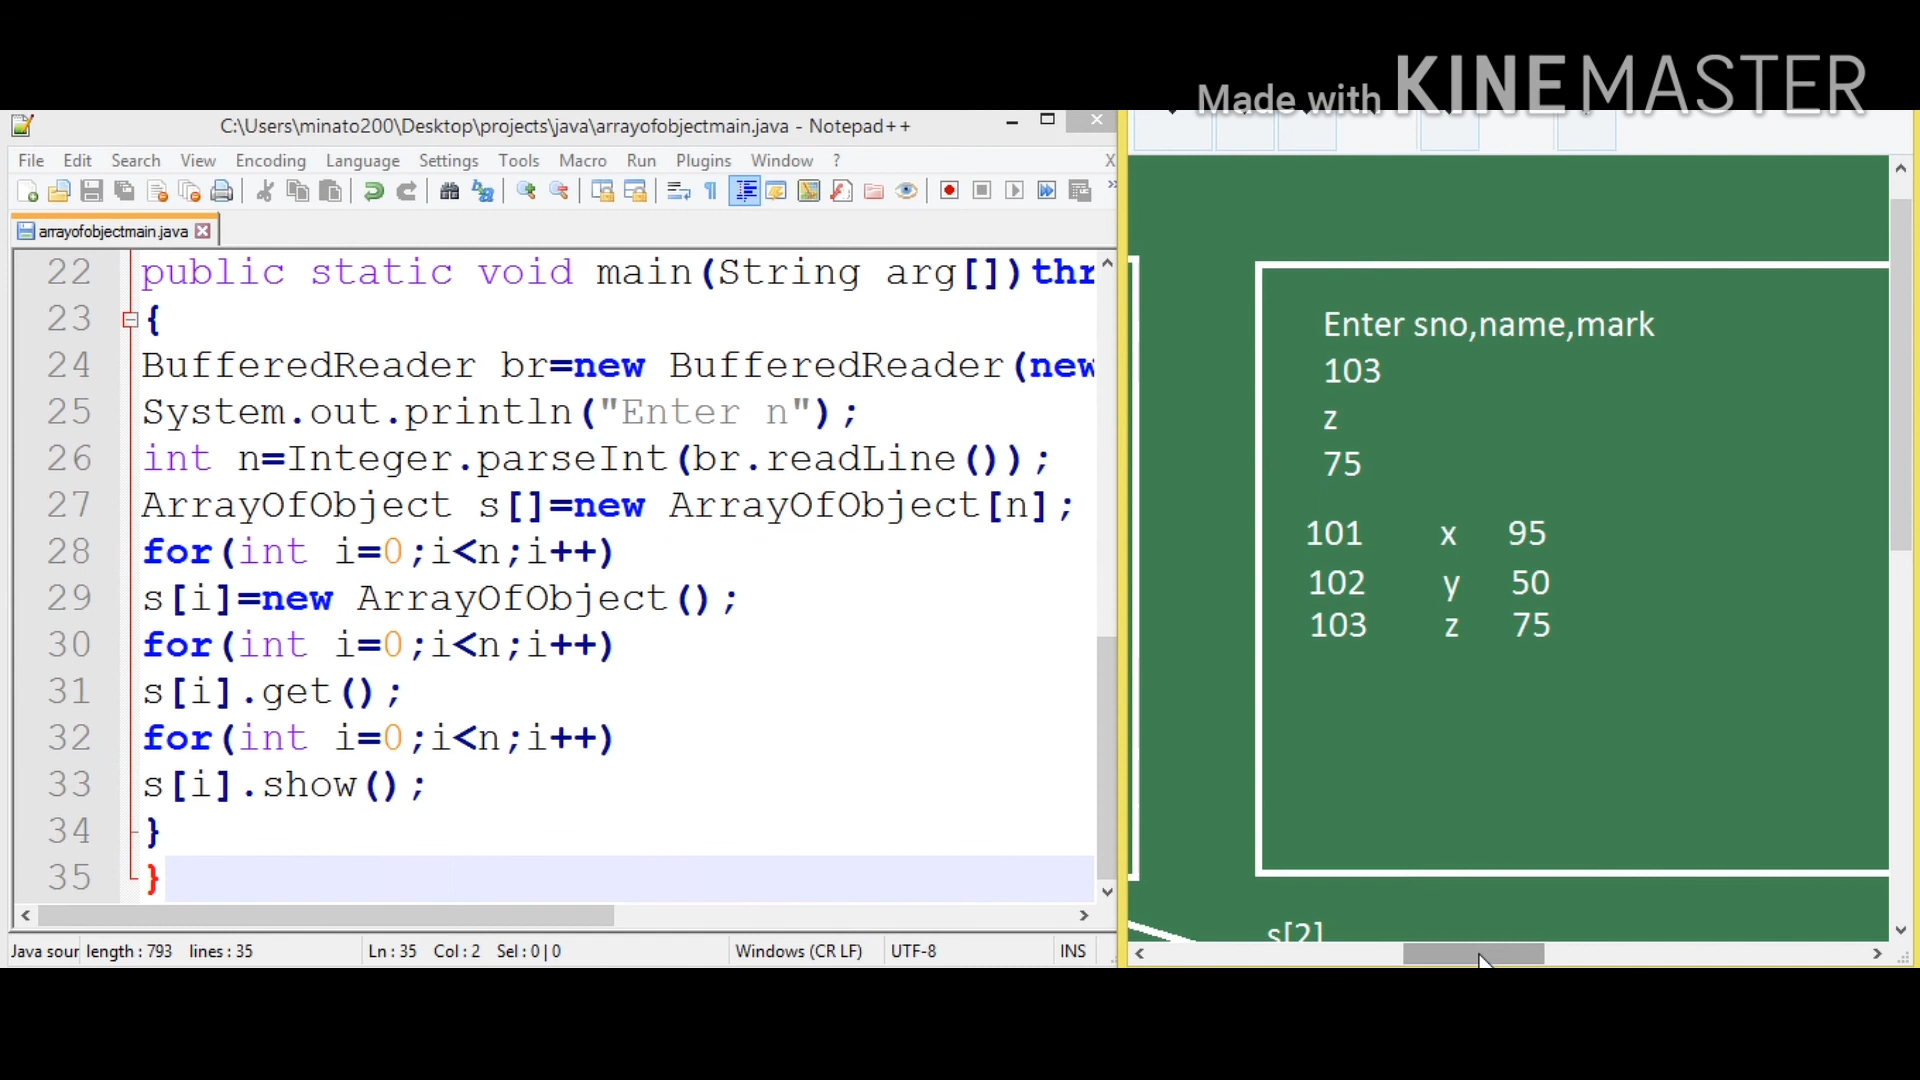 Made with KINEMASTER
C:\Users\minato200\Desktop\projects\java\arrayofobjectmain.java - Notepad++
File Edit Search View Encoding Language Settings Tools Macro Run Plugins Window ? X
arrayofobjectmain.java
22 public static void main(String arg[])thr
23 {
24 BufferedReader br=new BufferedReader(new
25 System.out.println("Enter n");
26 int n=Integer.parseInt(br.readLine());
27 ArrayOfObject s[]=new ArrayOfObject[n];
28 for(int i=0;i<n;i++)
29 s[i]=new ArrayOfObject();
30 for(int i=0;i<n;i++)
31 s[i].get();
32 for(int i=0;i<n;i++)
33 s[i].show();
34 }
35 }
Java sour length : 793 lines : 35 Ln : 35 Col : 2 Sel : 0 | 0 Windows (CR LF) UTF-8 INS
Enter sno,name,mark
103
z
75
101 x 95
102 y 50
103 z 75
s[2]